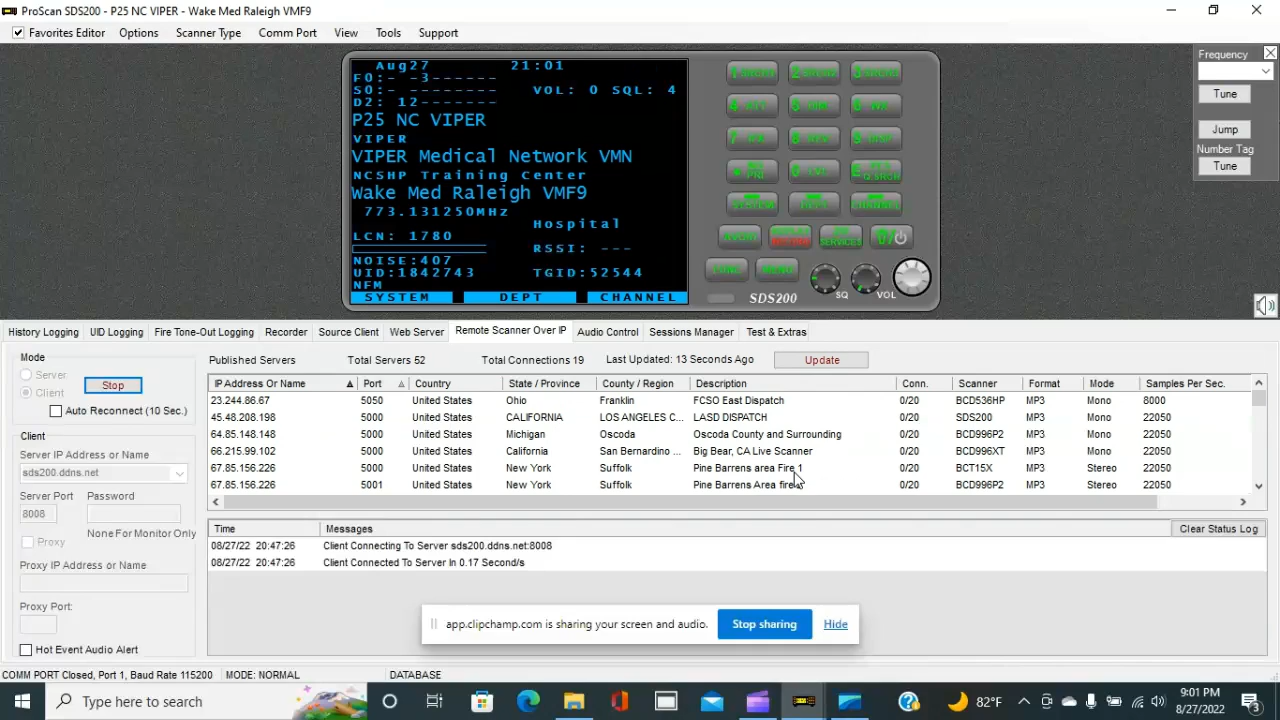 ProScan SDS200 - P25 NC VIPER - Wake Med Raleigh VMF9
Favorites Editor Options Scanner Type Comm Port View Tools Support
Aug27 21:01
F0:- -3------
S0:- --------- VOL: 0 SQL: 4
D2: 12-------
P25 NC VIPER
VIPER
VIPER Medical Network VMN
NCSHP Training Center
Wake Med Raleigh VMF9
773.131250MHz
Hospital
LCN: 1780
RSSI: ---
NOISE:407
UID:1842743 TGID:52544
NFM
SYSTEM DEPT CHANNEL
SYSTEM DEPT CHANNEL
SERVICES
MENU
SQ VOL
SDS200
Frequency
Tune
Jump
Number Tag
Tune
History Logging UID Logging Fire Tone-Out Logging Recorder Source Client Web Server Remote Scanner Over IP Audio Control Sessions Manager Test & Extras
Mode
Server
Client
Stop
Auto Reconnect (10 Sec.)
Client
Server IP Address or Name
sds200.ddns.net
Server Port Password
8008
None For Monitor Only
Proxy
Proxy IP Address or Name
Proxy Port:
Hot Event Audio Alert
Published Servers Total Servers 52 Total Connections 19 Last Updated: 13 Seconds Ago Update
IP Address Or Name Port Country State / Province County / Region Description Conn. Scanner Format Mode Samples Per Sec.
23.244.86.67 5050 United States Ohio Franklin FCSO East Dispatch 0/20 BCD536HP MP3 Mono 8000
45.48.208.198 5000 United States CALIFORNIA LOS ANGELES C... LASD DISPATCH 0/20 SDS200 MP3 Mono 22050
64.85.148.148 5000 United States Michigan Oscoda Oscoda County and Surrounding 0/20 BCD996P2 MP3 Mono 22050
66.215.99.102 5000 United States California San Bernardino ... Big Bear, CA Live Scanner 0/20 BCD996XT MP3 Mono 22050
67.85.156.226 5000 United States New York Suffolk Pine Barrens area Fire 1 0/20 BCT15X MP3 Stereo 22050
67.85.156.226 5001 United States New York Suffolk Pine Barrens Area fire 0/20 BCD996P2 MP3 Stereo 22050
Time Messages Clear Status Log
08/27/22 20:47:26 Client Connecting To Server sds200.ddns.net:8008
08/27/22 20:47:26 Client Connected To Server In 0.17 Second/s
app.clipchamp.com is sharing your screen and audio. Stop sharing Hide
COMM PORT Closed, Port 1, Baud Rate 115200 MODE: NORMAL DATABASE
Type here to search
82°F
9:01 PM
8/27/2022
3